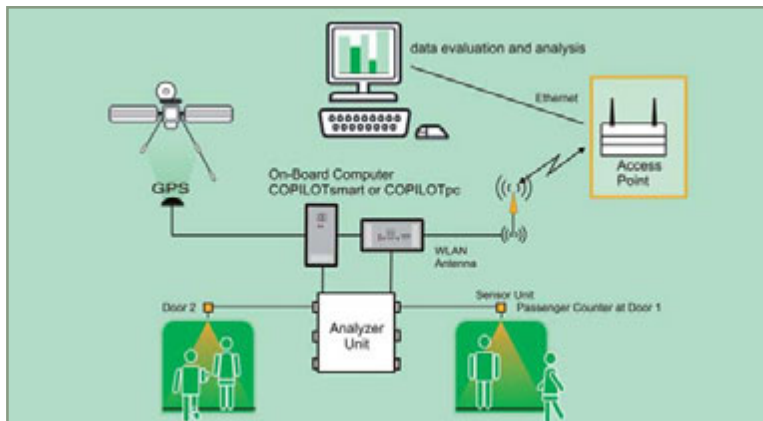 data evaluation and analysis
Ethernet
Access
Point
GPS
On-Board Computer
COPILOTsmart or COPILOTpc
WLAN
Antenna
Door 2
Sensor Unit
Passenger Counter at Door 1
Analyzer
Unit